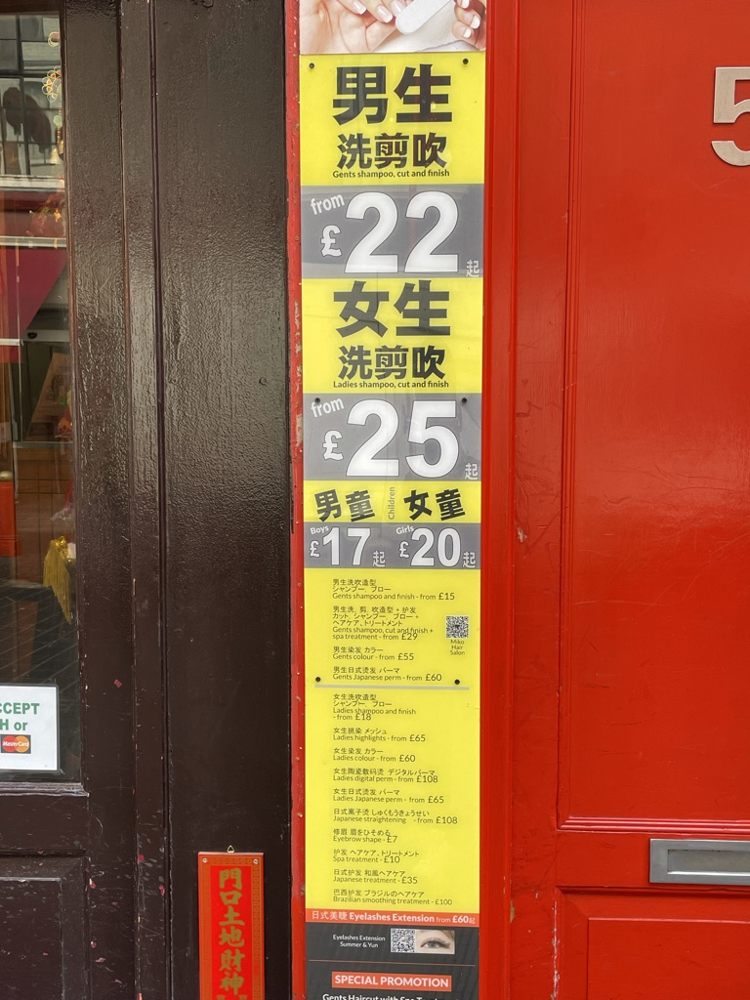 男生
洗剪吹
Gents shampoo, cut and finish
from
£22起
女生
洗剪吹
Ladies shampoo, cut and finish
from
£25起
男童 Children 女童
Boys Girls
£17起 £20起
男生洗吹造型
シャンプー, ブロー
Gents shampoo and finish - from £15
男生洗, 剪, 吹造型 + 护发
カット, シャンプー, ブロー +
ヘアケア, トリートメント
Gents shampoo, cut and finish +
spa treatment - from £29
Miko
Hair
Salon
男生染发 カラー
Gents colour - from £55
男生日式烫发 パーマ
Gents Japanese perm - from £60
女生洗吹造型
シャンプー, ブロー
Ladies shampoo and finish
- from £18
女生挑染 メッシュ
Ladies highlights - from £65
女生染发 カラー
Ladies colour - from £60
女生陶瓷数码烫 デジタルパーマ
Ladies digital perm - from £108
女生日式烫发 パーマ
Ladies Japanese perm - from £65
日式离子烫 しゅくもうきょうせい
Japanese straightening - from £108
修眉 眉をひそめる
Eyebrow shape - £7
护发 ヘアケア, トリートメント
Spa treatment - £10
日式护发 和風ヘアケア
Japanese treatment - £35
巴西护发 ブラジルのヘアケア
Brazilian smoothing treatment - £100
日式美睫 Eyelashes Extension from £60起
Eyelashes Extension
Summer & Yun
SPECIAL PROMOTION
Gents Haircut with Spa
5
CCEPT
H or
MasterCard
門口土地財神